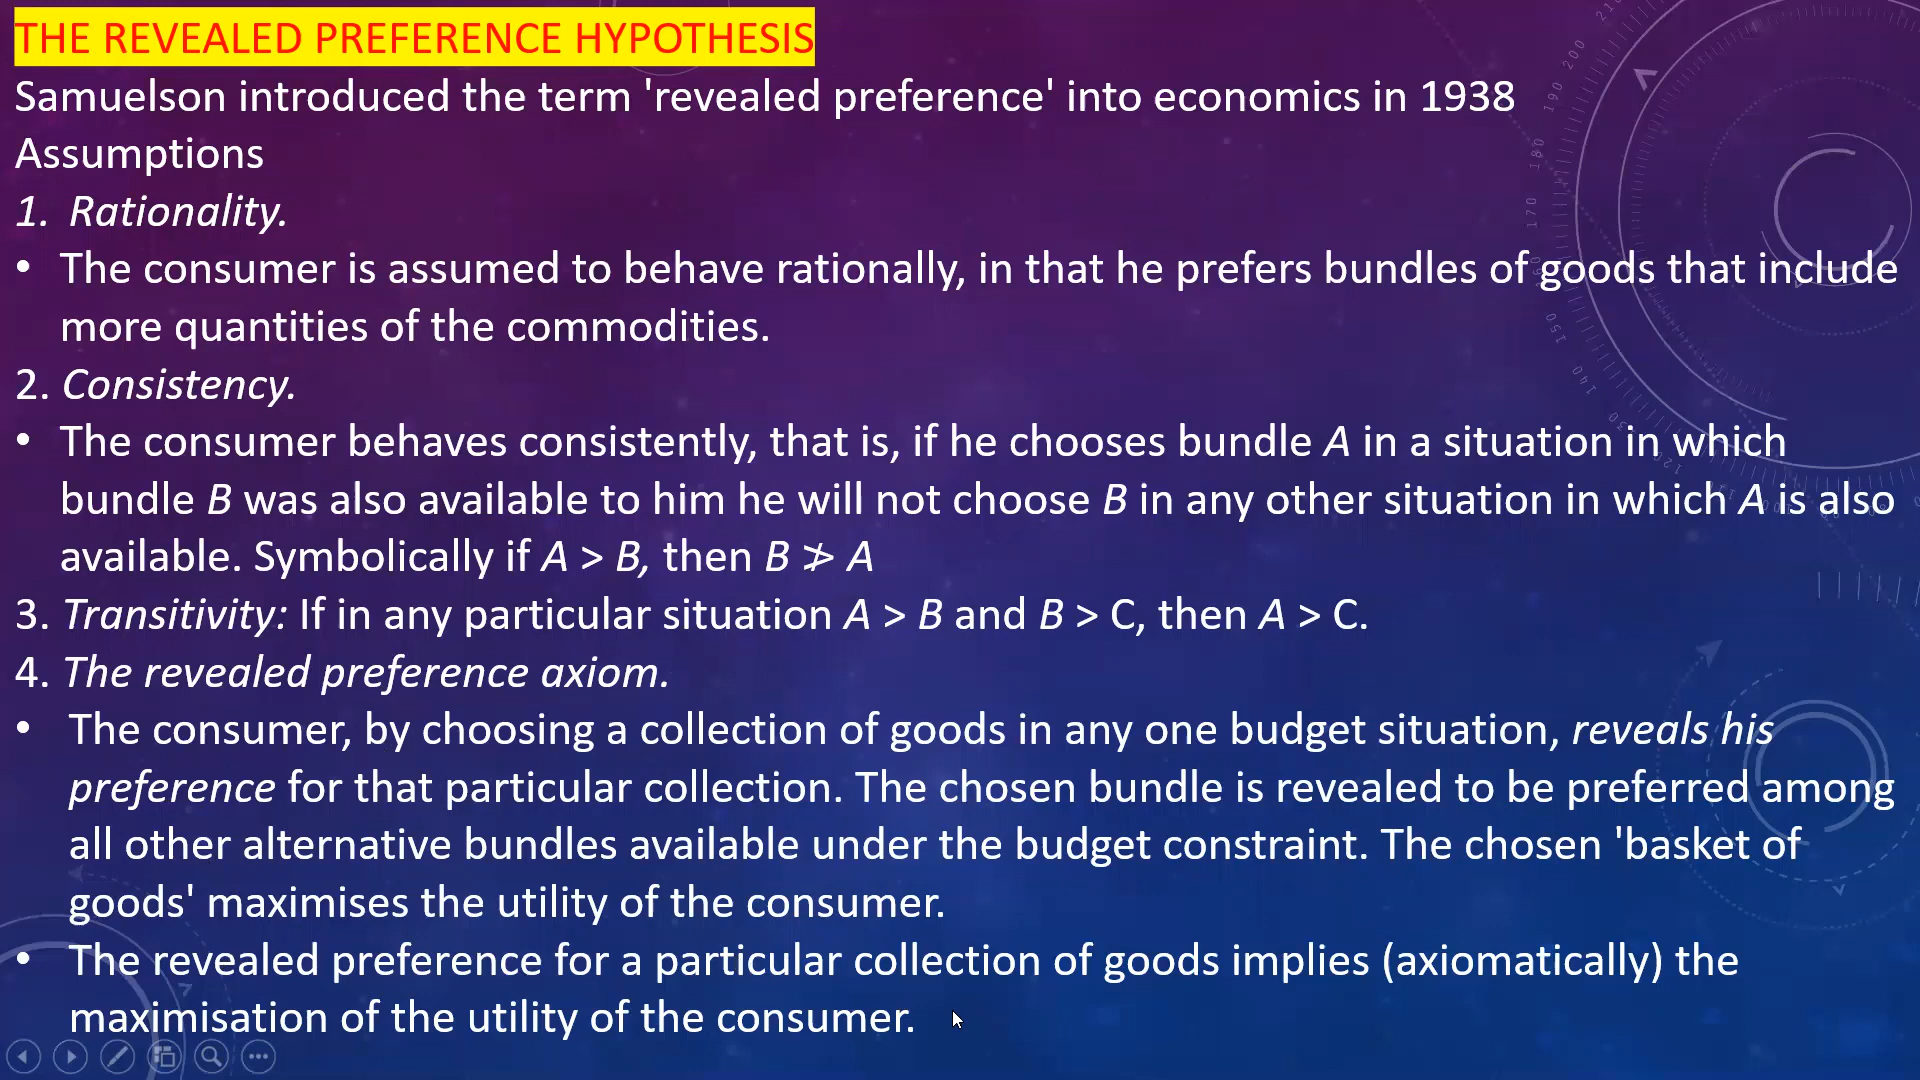 THE REVEALED PREFERENCE HYPOTHESIS
Samuelson introduced the term 'revealed preference' into economics in 1938
Assumptions
1. Rationality.
• The consumer is assumed to behave rationally, in that he prefers bundles of goods that include
more quantities of the commodities.
2. Consistency.
• The consumer behaves consistently, that is, if he chooses bundle A in a situation in which
bundle B was also available to him he will not choose B in any other situation in which A is also
available. Symbolically if A > B, then B ≯ A
3. Transitivity: If in any particular situation A > B and B > C, then A > C.
4. The revealed preference axiom.
• The consumer, by choosing a collection of goods in any one budget situation, reveals his
preference for that particular collection. The chosen bundle is revealed to be preferred among
all other alternative bundles available under the budget constraint. The chosen 'basket of
goods' maximises the utility of the consumer.
• The revealed preference for a particular collection of goods implies (axiomatically) the
maximisation of the utility of the consumer.
210
200
190
180
170
150
140